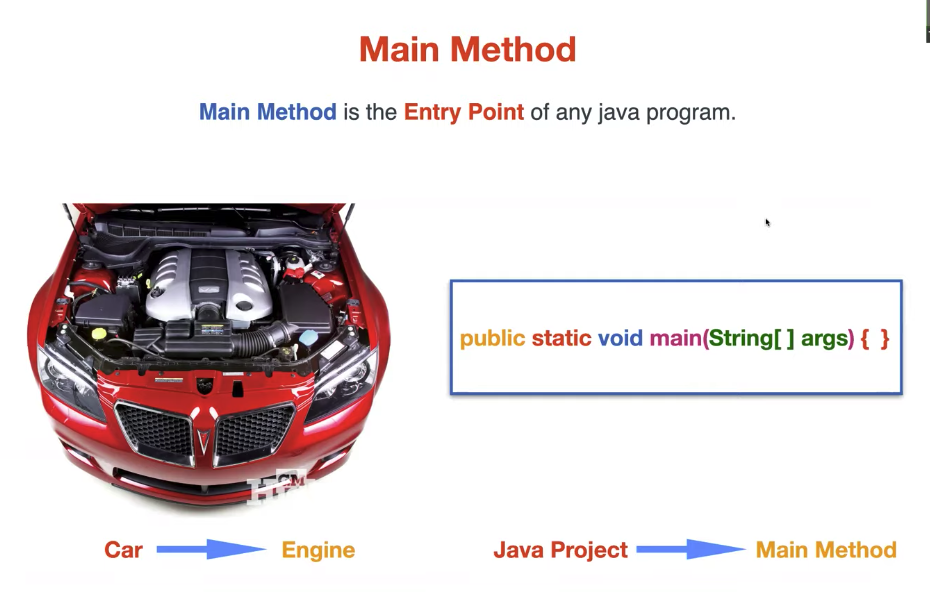 Main Method
Main Method is the Entry Point of any java program.
public static void main(String[ ] args) { }
GM
Car Engine
Java Project Main Method